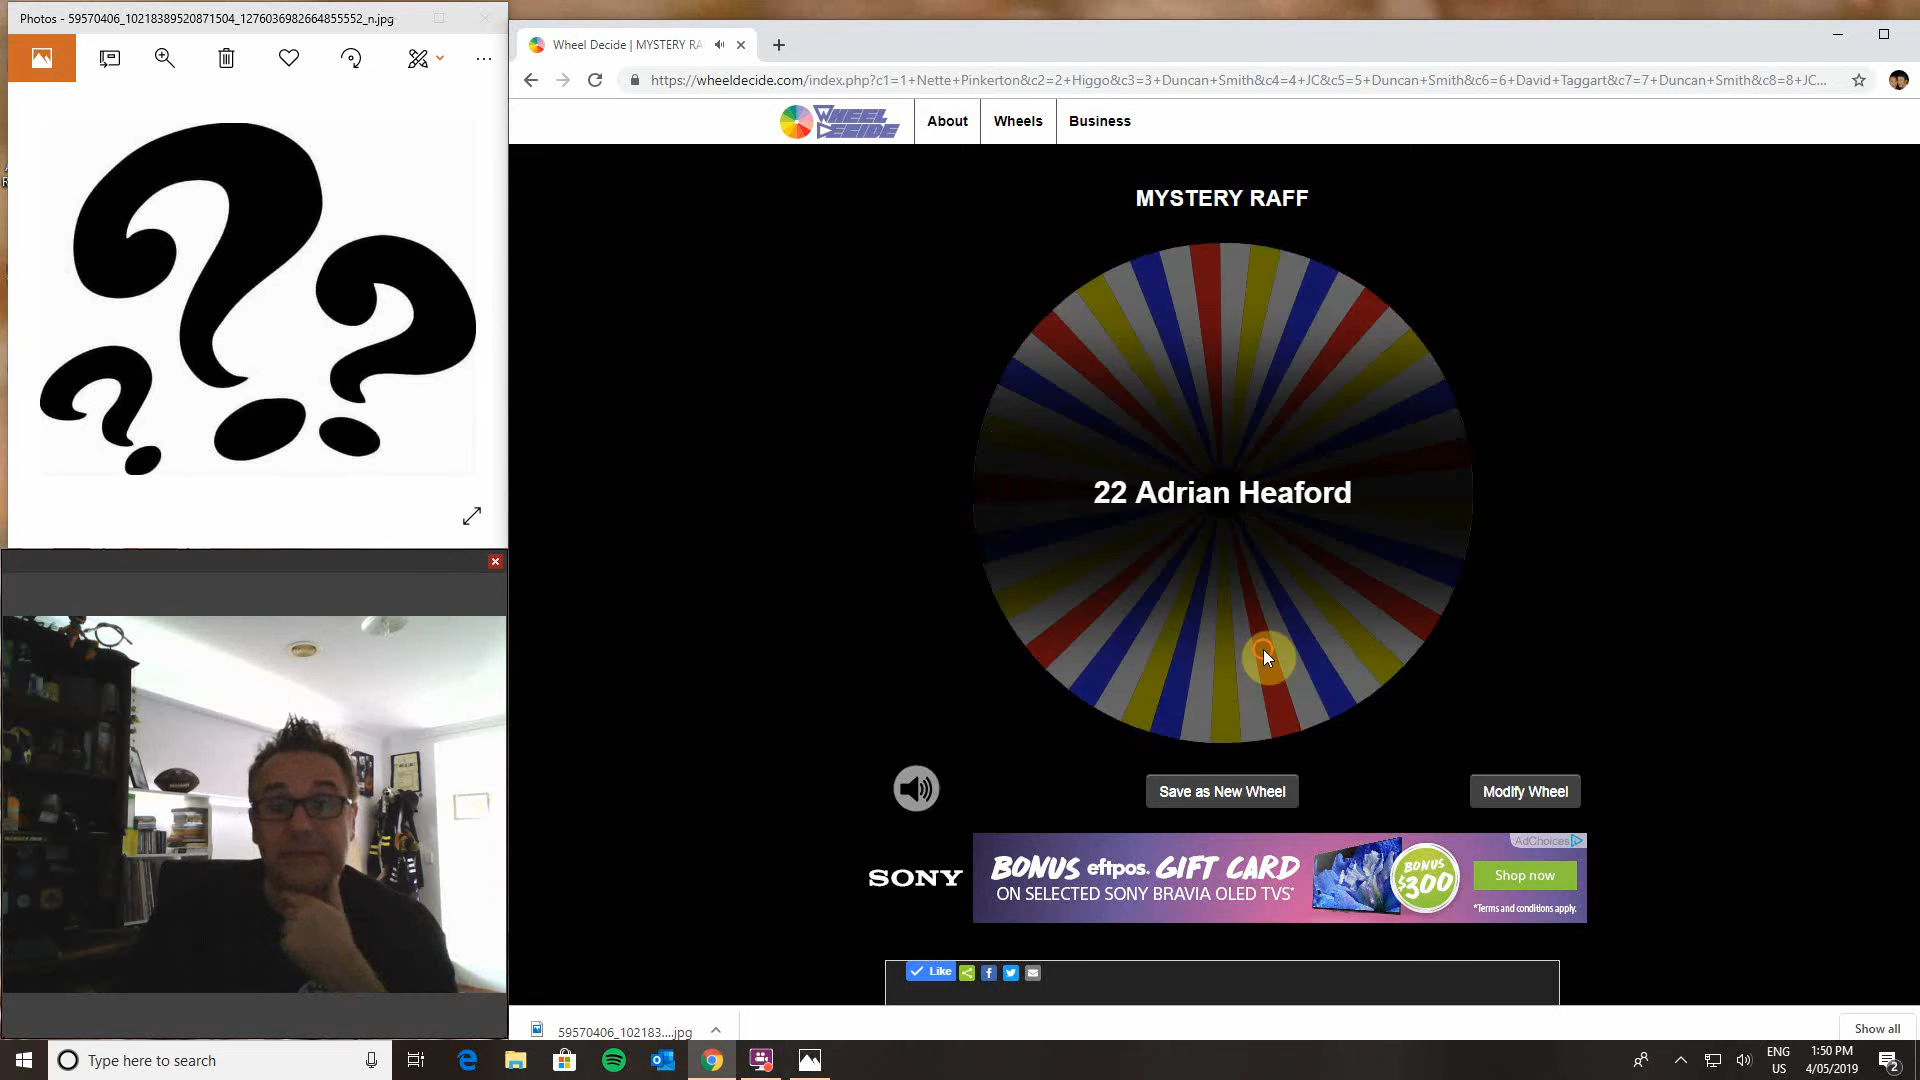 Photos - 59570406_10218389520871504_1276036982664855552_n.jpg
Wheel Decide | MYSTERY RA
https://wheeldecide.com/index.php?c1=1+Nette+Pinkerton&c2=2+Higgo&c3=3+Duncan+Smith&c4=4+JC&c5=5+Duncan+Smith&c6=6+David+Taggart&c7=7+Duncan+Smith&c8=8+JC...
WHEEL DECIDE
About
Wheels
Business
MYSTERY RAFF
22 Adrian Heaford
Save as New Wheel
Modify Wheel
SONY
BONUS eftpos. GIFT CARD
ON SELECTED SONY BRAVIA OLED TVS*
BONUS
$300
AdChoices
Shop now
*Terms and conditions apply.
Like
59570406_102183....jpg
Show all
Type here to search
ENG
US
1:50 PM
4/05/2019
2